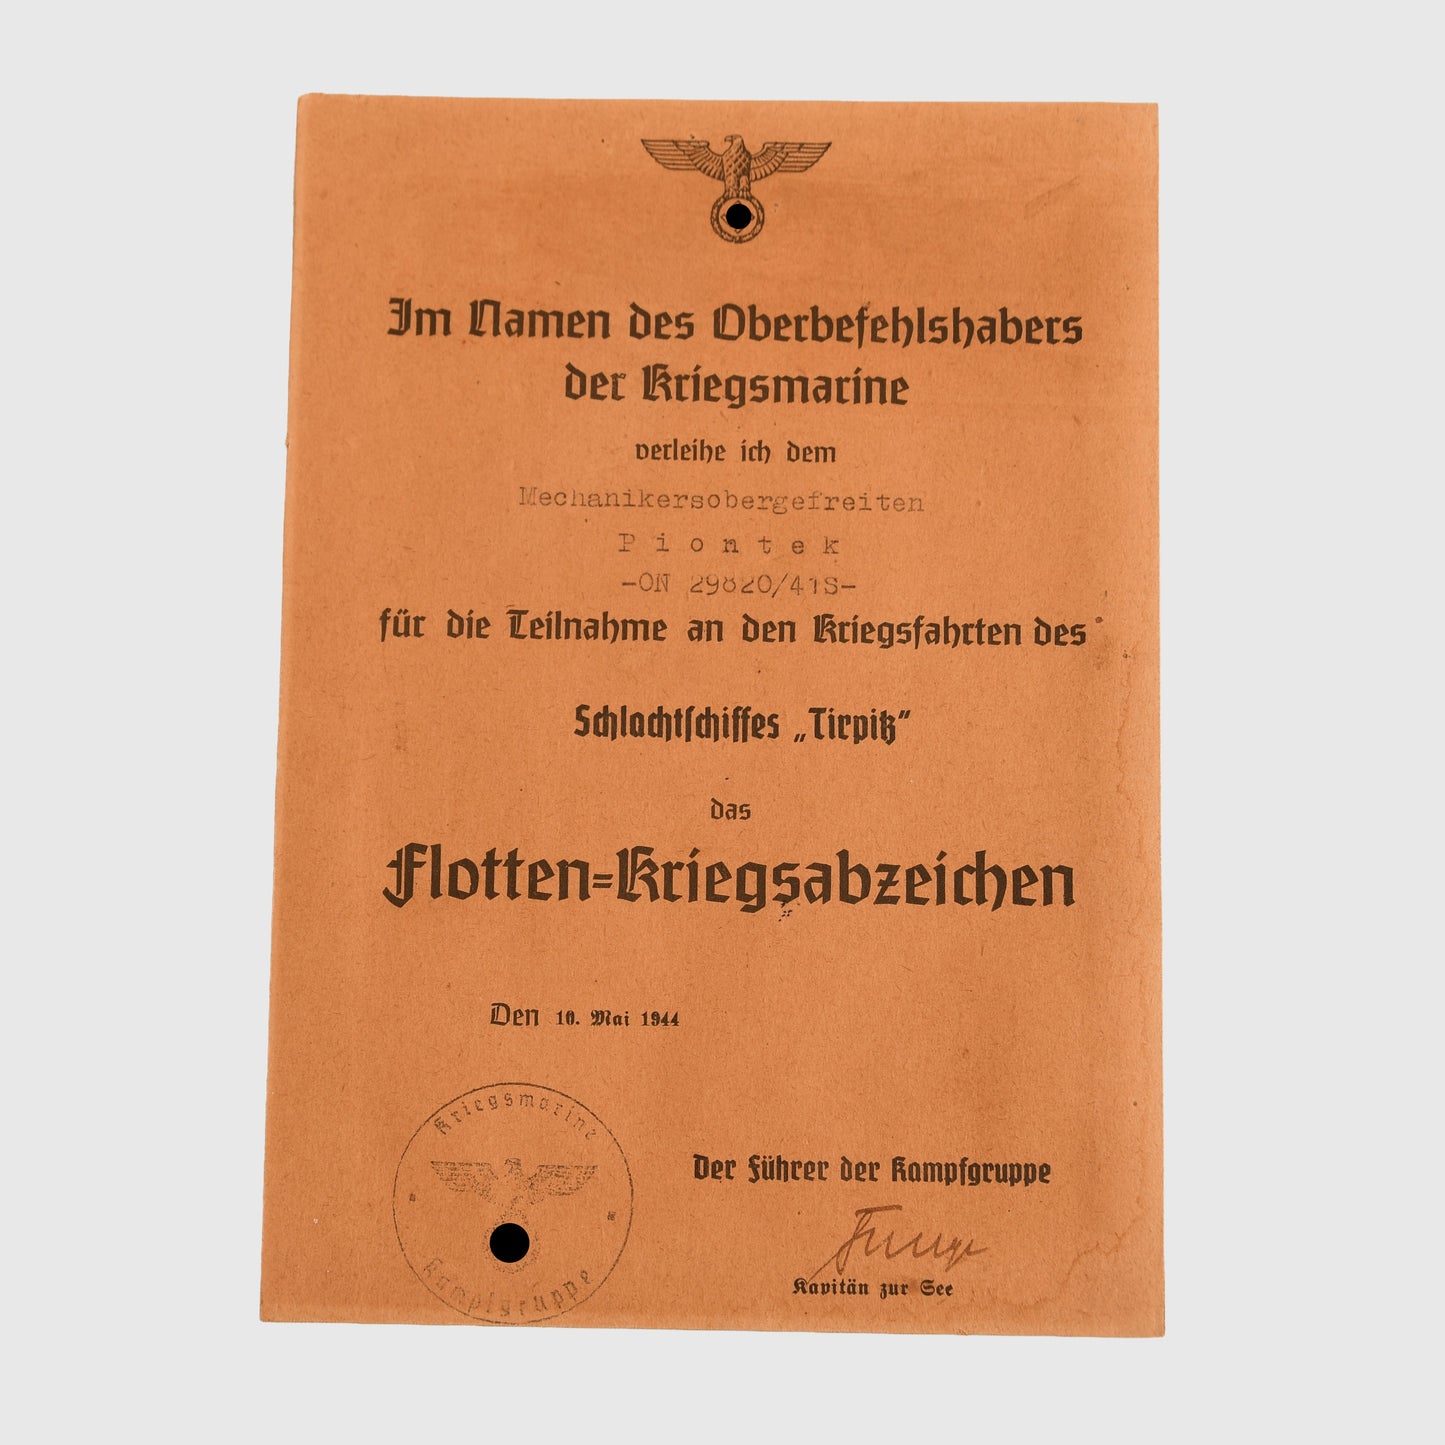 Im Namen des Oberbefehlshabers
der Kriegsmarine
verleihe ich dem
Mechanikersobergefreiten
Piontek
-ON 29820/41S-
für die Teilnahme an den Kriegsfahrten des
Schlachtschiffes „Tirpitz“
das
Flotten=Kriegsabzeichen
Den 10. Mai 1944
Kriegsmarine
Kampfgruppe
Der Führer der Kampfgruppe
Kapitän zur See